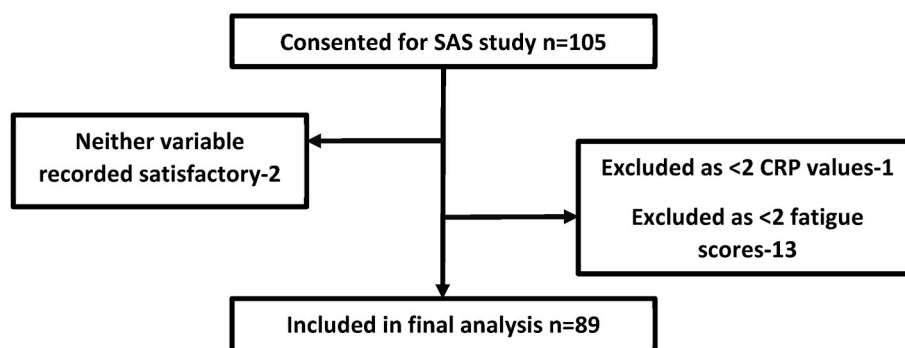 Consented for SAS study n=105
Neither variable
recorded satisfactory-2
Excluded as <2 CRP values-1
Excluded as <2 fatigue
scores-13
Included in final analysis n=89